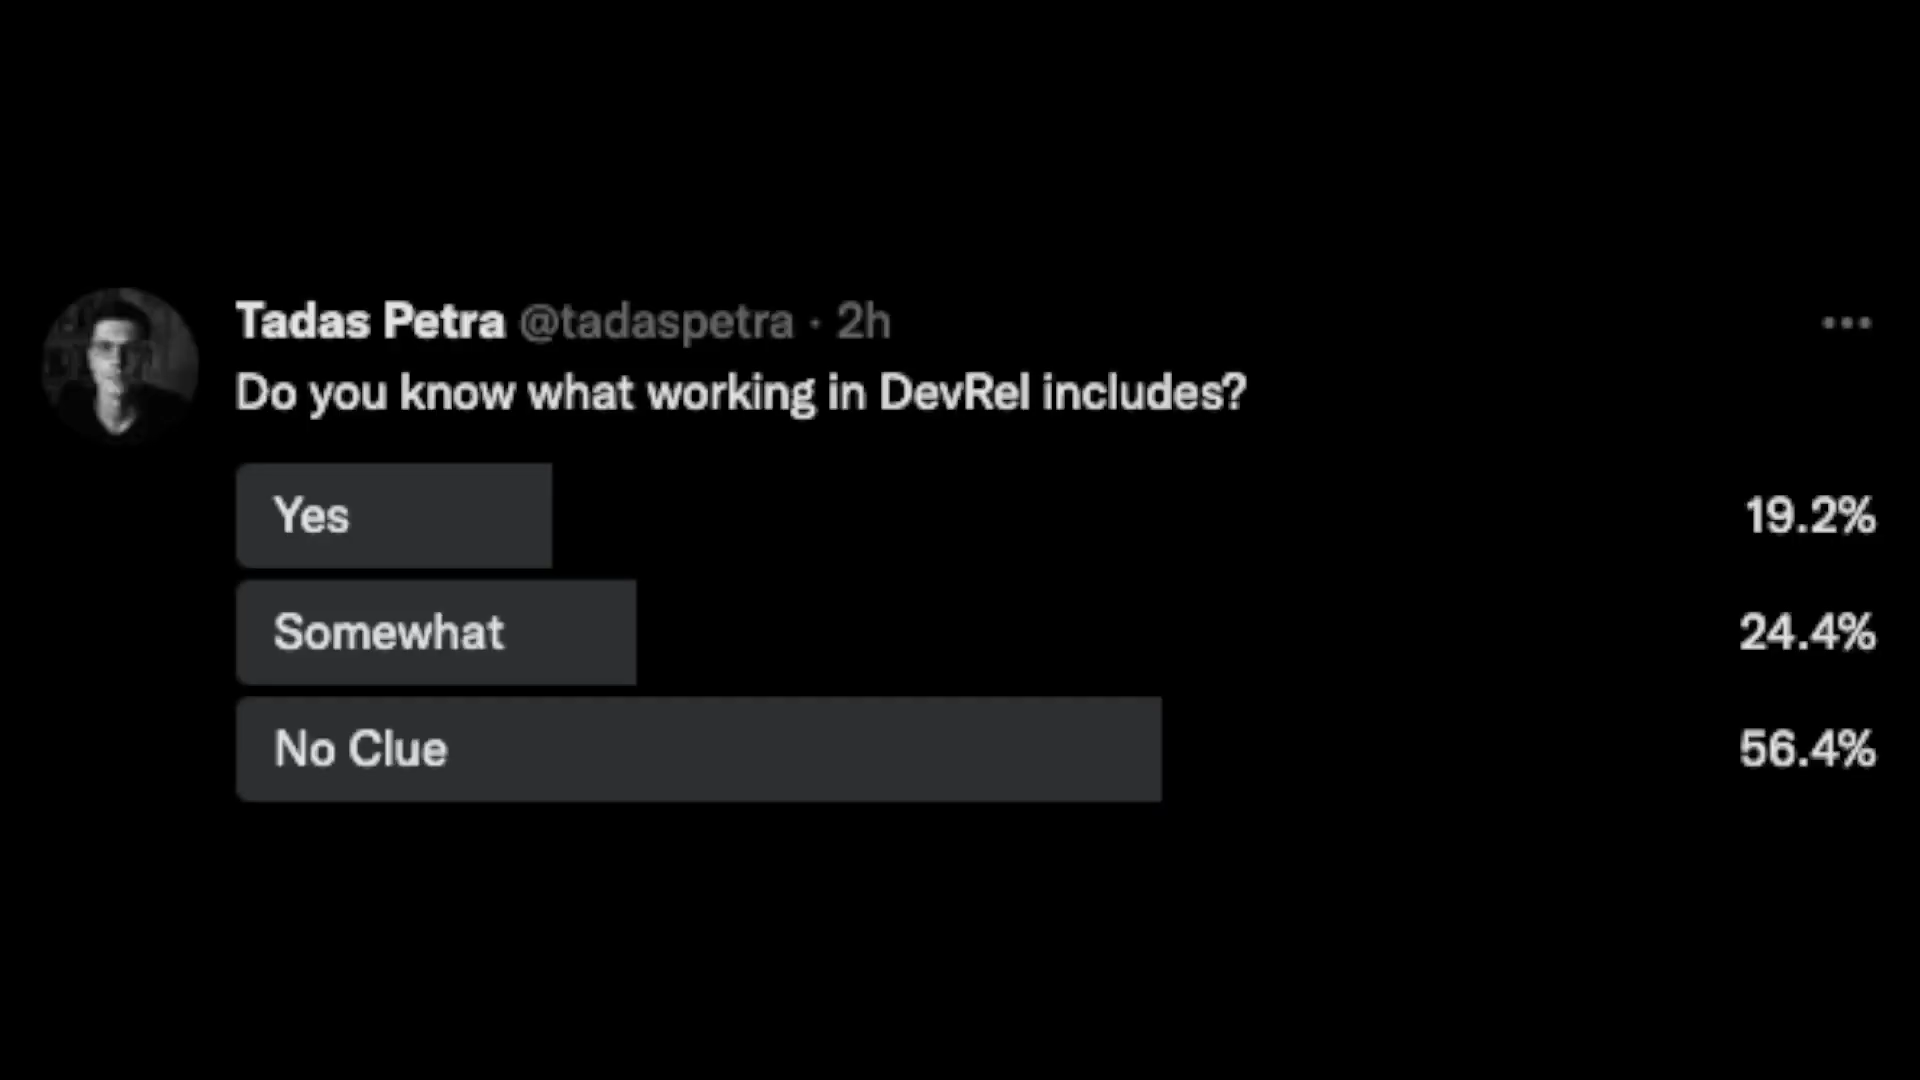 Tadas Petra @tadaspetra · 2h
Do you know what working in DevRel includes?
Yes 19.2%
Somewhat 24.4%
No Clue 56.4%